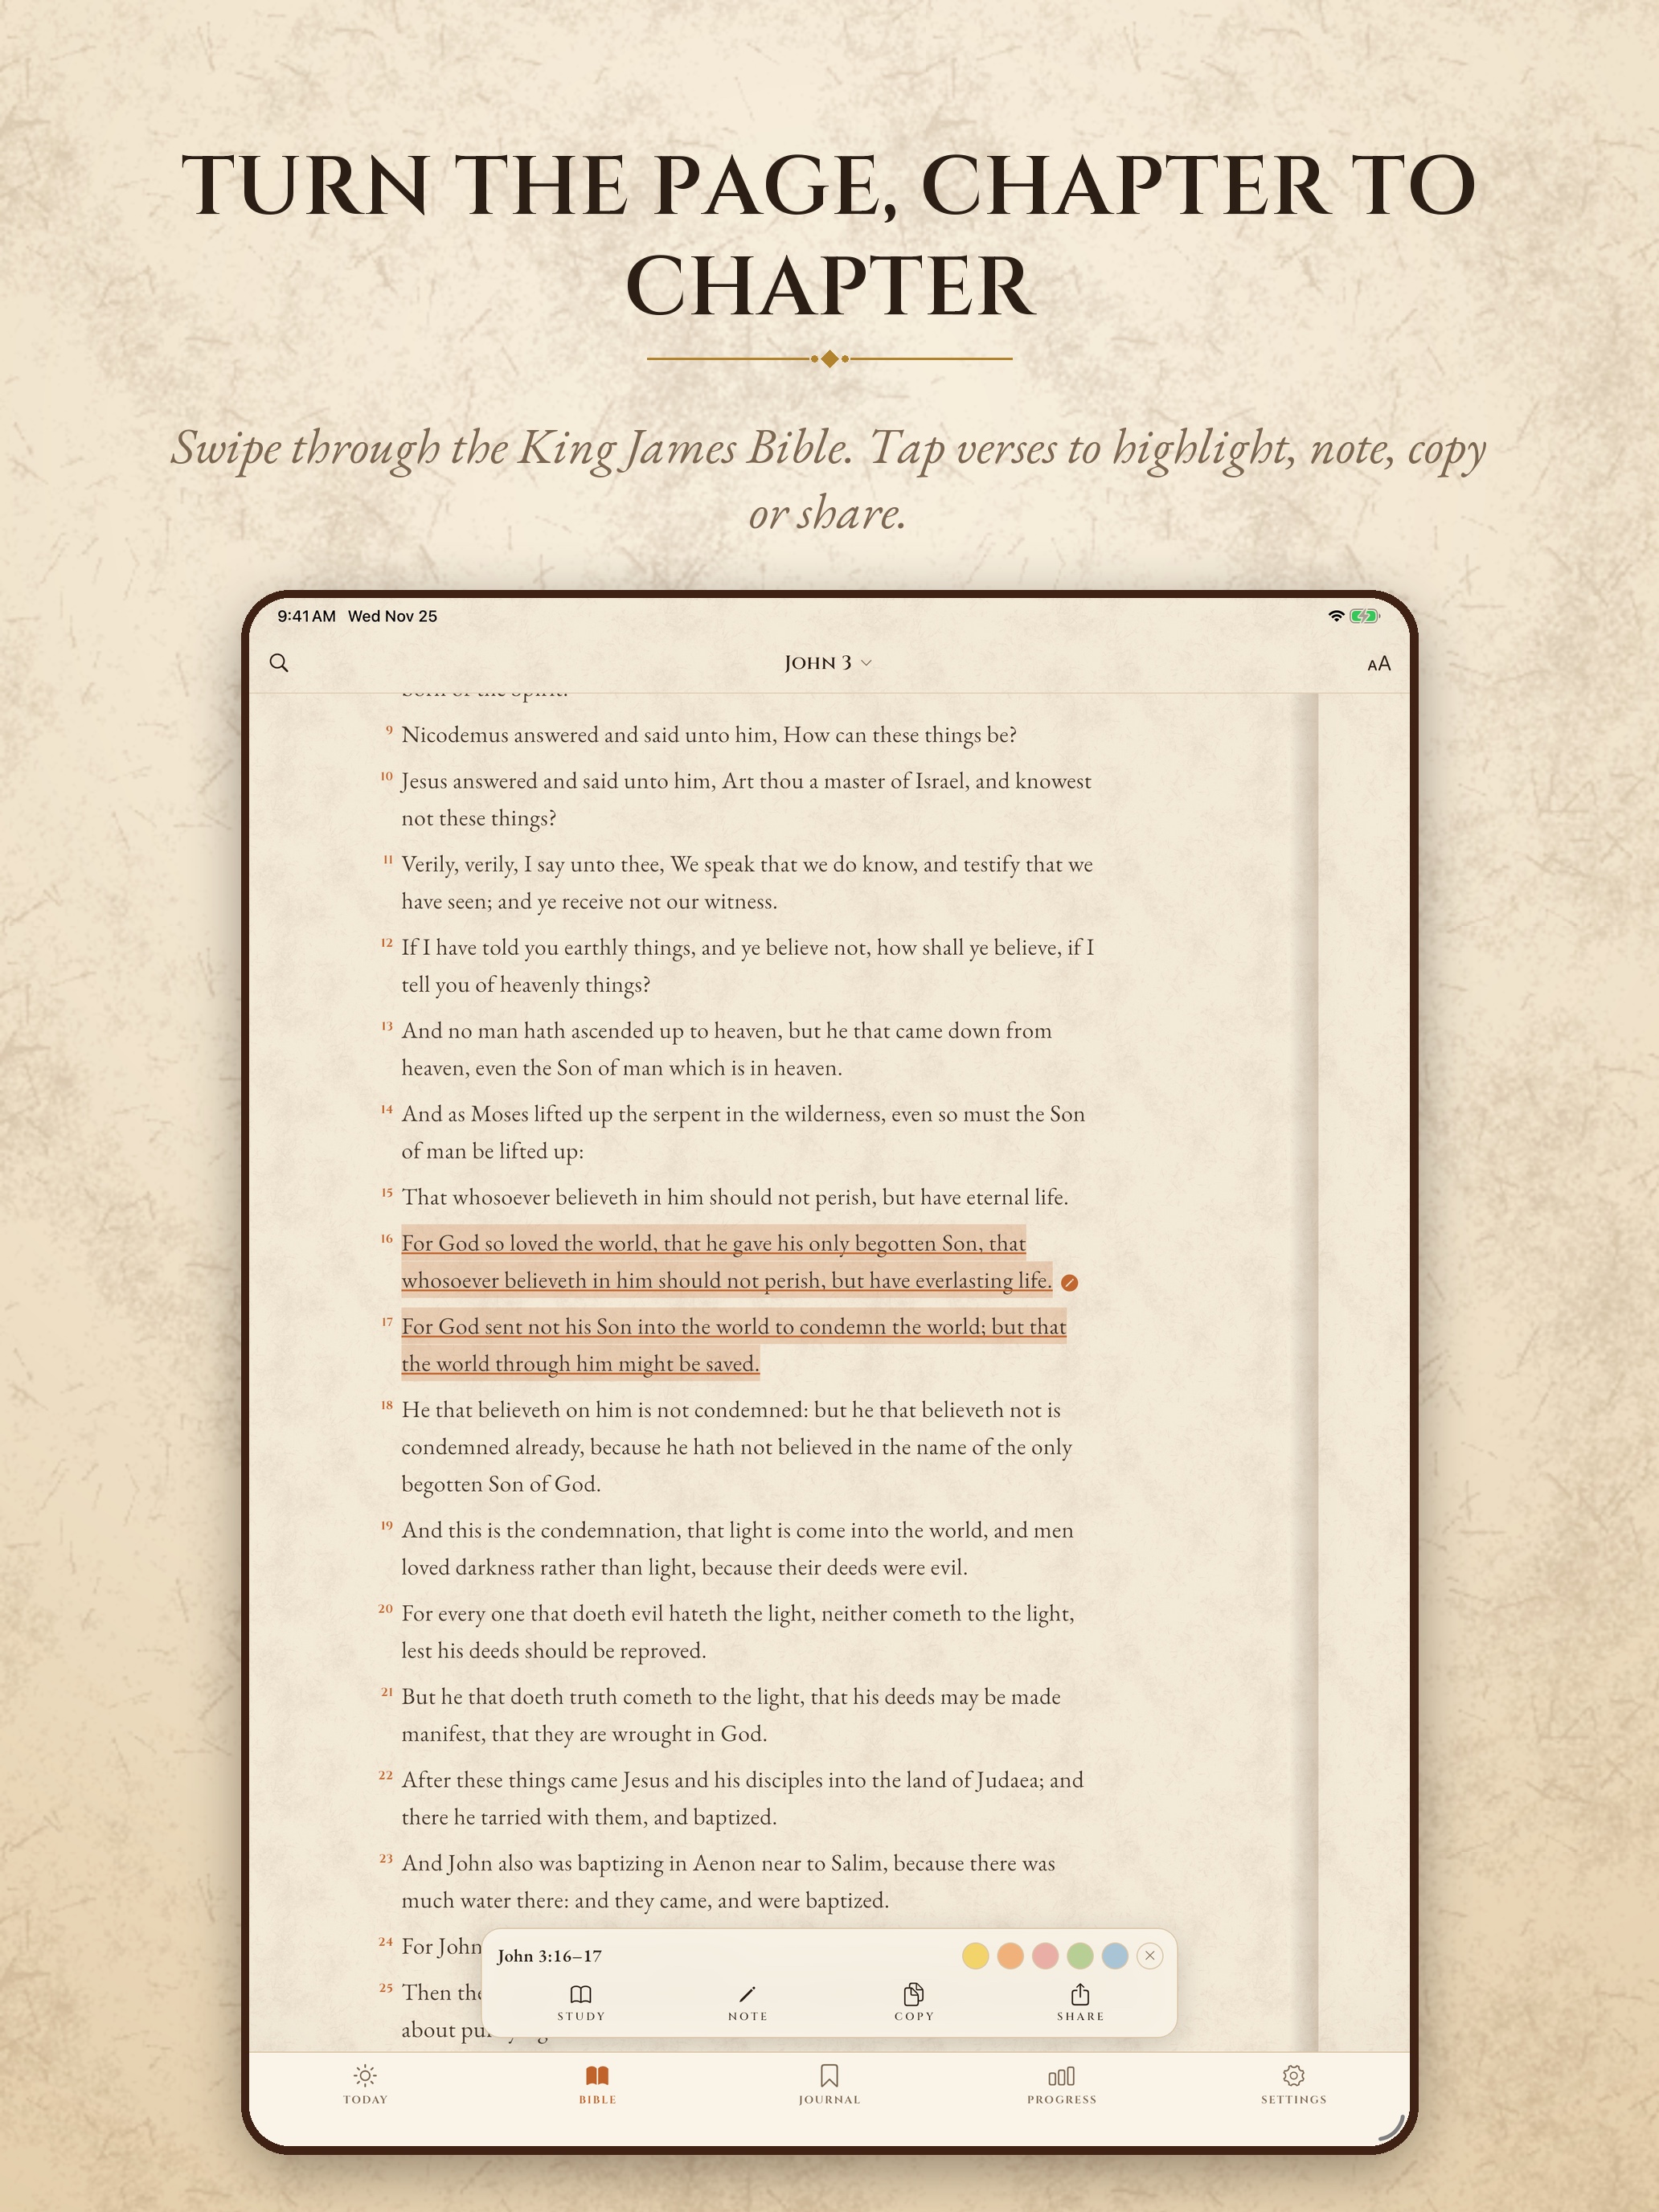 TURN THE PAGE, CHAPTER TO
CHAPTER
Swipe through the King James Bible. Tap verses to highlight, note, copy
or share.
9:41 AM Wed Nov 25
JOHN 3
AA
9 Nicodemus answered and said unto him, How can these things be?
10 Jesus answered and said unto him, Art thou a master of Israel, and knowest
not these things?
11 Verily, verily, I say unto thee, We speak that we do know, and testify that we
have seen; and ye receive not our witness.
12 If I have told you earthly things, and ye believe not, how shall ye believe, if I
tell you of heavenly things?
13 And no man hath ascended up to heaven, but he that came down from
heaven, even the Son of man which is in heaven.
14 And as Moses lifted up the serpent in the wilderness, even so must the Son
of man be lifted up:
15 That whosoever believeth in him should not perish, but have eternal life.
16 For God so loved the world, that he gave his only begotten Son, that
whosoever believeth in him should not perish, but have everlasting life.
17 For God sent not his Son into the world to condemn the world; but that
the world through him might be saved.
18 He that believeth on him is not condemned: but he that believeth not is
condemned already, because he hath not believed in the name of the only
begotten Son of God.
19 And this is the condemnation, that light is come into the world, and men
loved darkness rather than light, because their deeds were evil.
20 For every one that doeth evil hateth the light, neither cometh to the light,
lest his deeds should be reproved.
21 But he that doeth truth cometh to the light, that his deeds may be made
manifest, that they are wrought in God.
22 After these things came Jesus and his disciples into the land of Judaea; and
there he tarried with them, and baptized.
23 And John also was baptizing in Aenon near to Salim, because there was
much water there: and they came, and were baptized.
24 For John
25 Then the
about
John 3:16–17
STUDY NOTE COPY SHARE
TODAY BIBLE JOURNAL PROGRESS SETTINGS